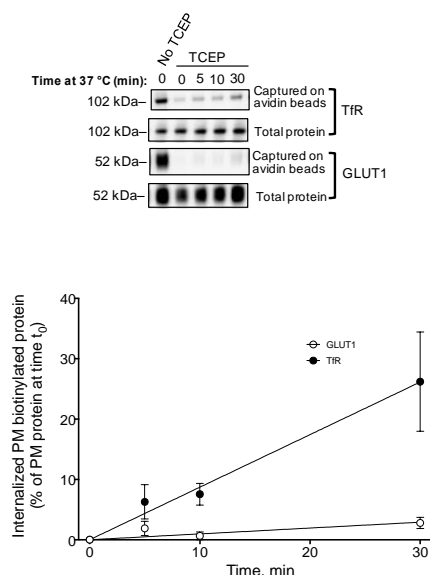 No TCEP
TCEP
Time at 37 °C (min): 0 0 5 10 30
102 kDa– Captured on avidin beads
TfR
102 kDa– Total protein
52 kDa– Captured on avidin beads
GLUT1
52 kDa– Total protein
Internalized PM biotinylated protein
(% of PM protein at time t0)
40
30
20
10
0
GLUT1
TfR
0 10 20 30
Time, min